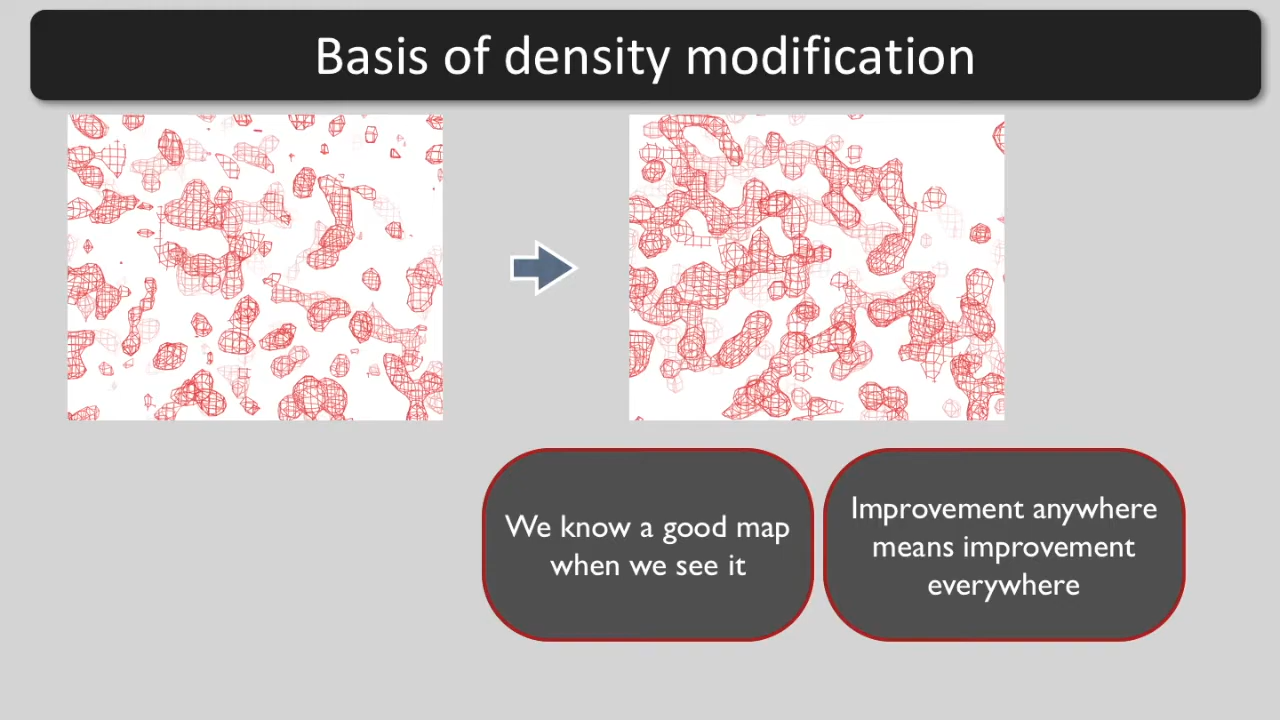 Basis of density modification
We know a good map
when we see it
Improvement anywhere
means improvement
everywhere